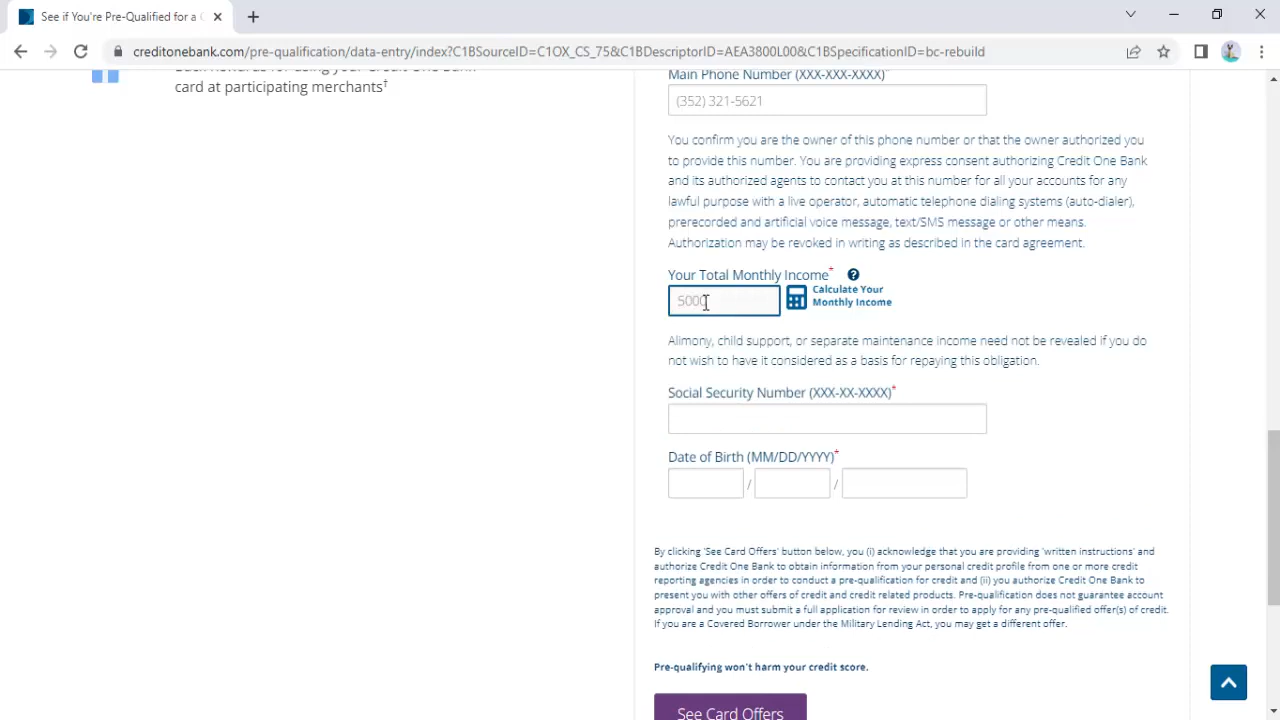 See if You're Pre-Qualified for a C
creditonebank.com/pre-qualification/data-entry/index?C1BSourceID=C1OX_CS_75&C1BDescriptorID=AEA3800L00&C1BSpecificationID=bc-rebuild
Back rewards for using your Credit One Bank
card at participating merchants†
Main Phone Number (XXX-XXX-XXXX)*
(352) 321-5621
You confirm you are the owner of this phone number or that the owner authorized you
to provide this number. You are providing express consent authorizing Credit One Bank
and its authorized agents to contact you at this number for all your accounts for any
lawful purpose with a live operator, automatic telephone dialing systems (auto-dialer),
prerecorded and artificial voice message, text/SMS message or other means.
Authorization may be revoked in writing as described in the card agreement.
Your Total Monthly Income* ?
5000
Calculate Your
Monthly Income
Alimony, child support, or separate maintenance income need not be revealed if you do
not wish to have it considered as a basis for repaying this obligation.
Social Security Number (XXX-XX-XXXX)*
Date of Birth (MM/DD/YYYY)*
/ /
By clicking 'See Card Offers' button below, you (i) acknowledge that you are providing 'written instructions' and
authorize Credit One Bank to obtain information from your personal credit profile from one or more credit
reporting agencies in order to conduct a pre-qualification for credit and (ii) you authorize Credit One Bank to
present you with other offers of credit and credit related products. Pre-Qualification does not guarantee account
approval and you must submit a full application for review in order to apply for any pre-qualified offer(s) of credit.
If you are a Covered Borrower under the Military Lending Act, you may get a different offer.
Pre-qualifying won't harm your credit score.
See Card Offers